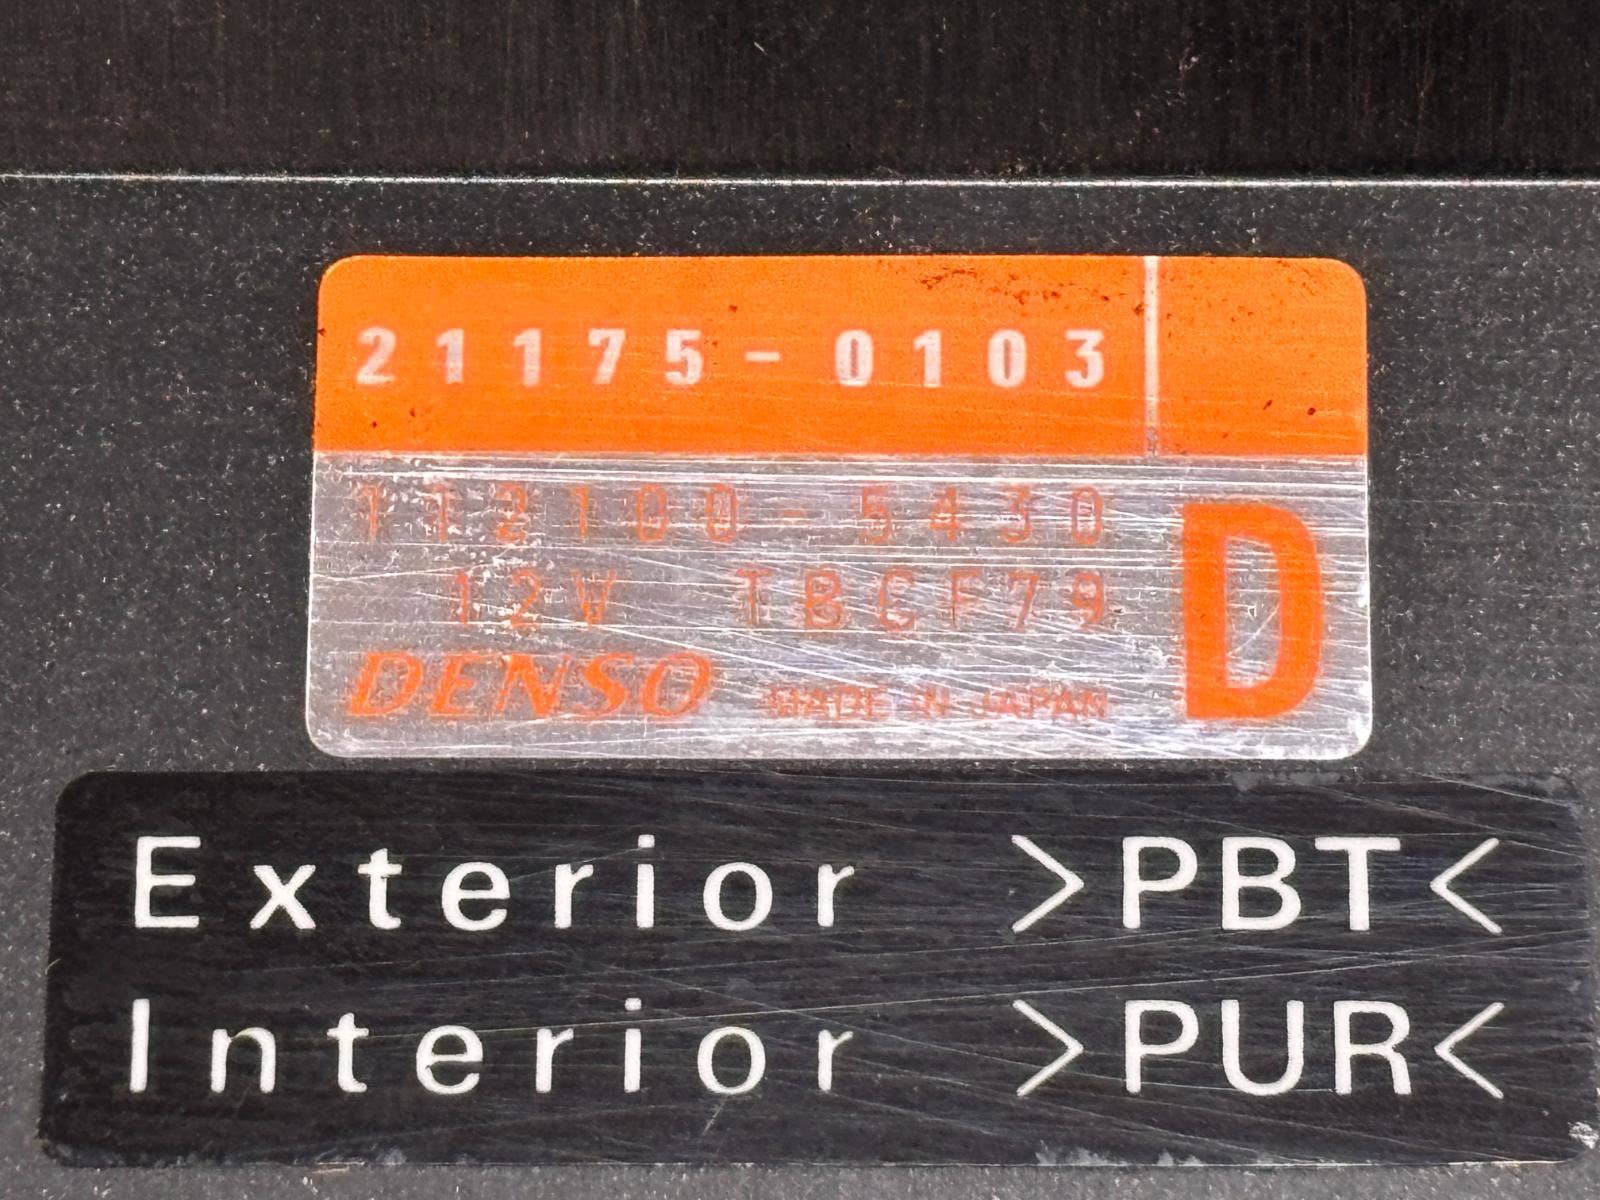 21175-0103
112100-5430
12V TBCF79
DENSO MADE IN JAPAN
D
Exterior >PBT<
Interior >PUR<